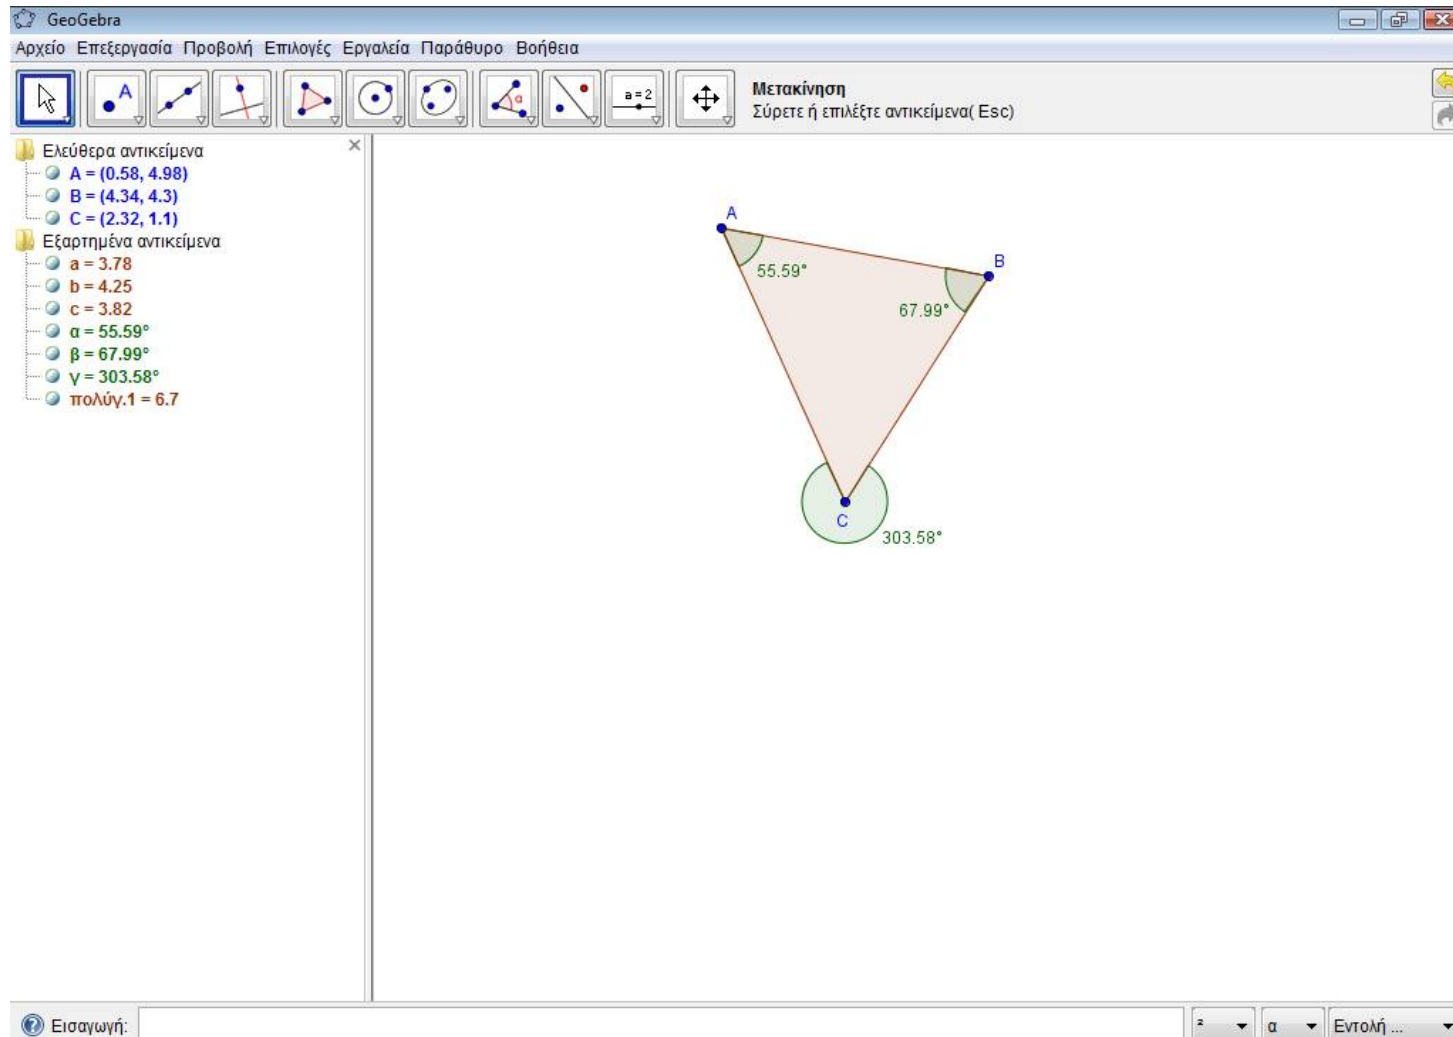 GeoGebra
Αρχείο Επεξεργασία Προβολή Επιλογές Εργαλεία Παράθυρο Βοήθεια
A
α
a = 2
Μετακίνηση
Σύρετε ή επιλέξτε αντικείμενα( Esc)
Ελεύθερα αντικείμενα
A = (0.58, 4.98)
B = (4.34, 4.3)
C = (2.32, 1.1)
Εξαρτημένα αντικείμενα
a = 3.78
b = 4.25
c = 3.82
α = 55.59°
β = 67.99°
γ = 303.58°
πολύγ.1 = 6.7
A
55.59°
B
67.99°
C
303.58°
Εισαγωγή:
²
α
Εντολή ...